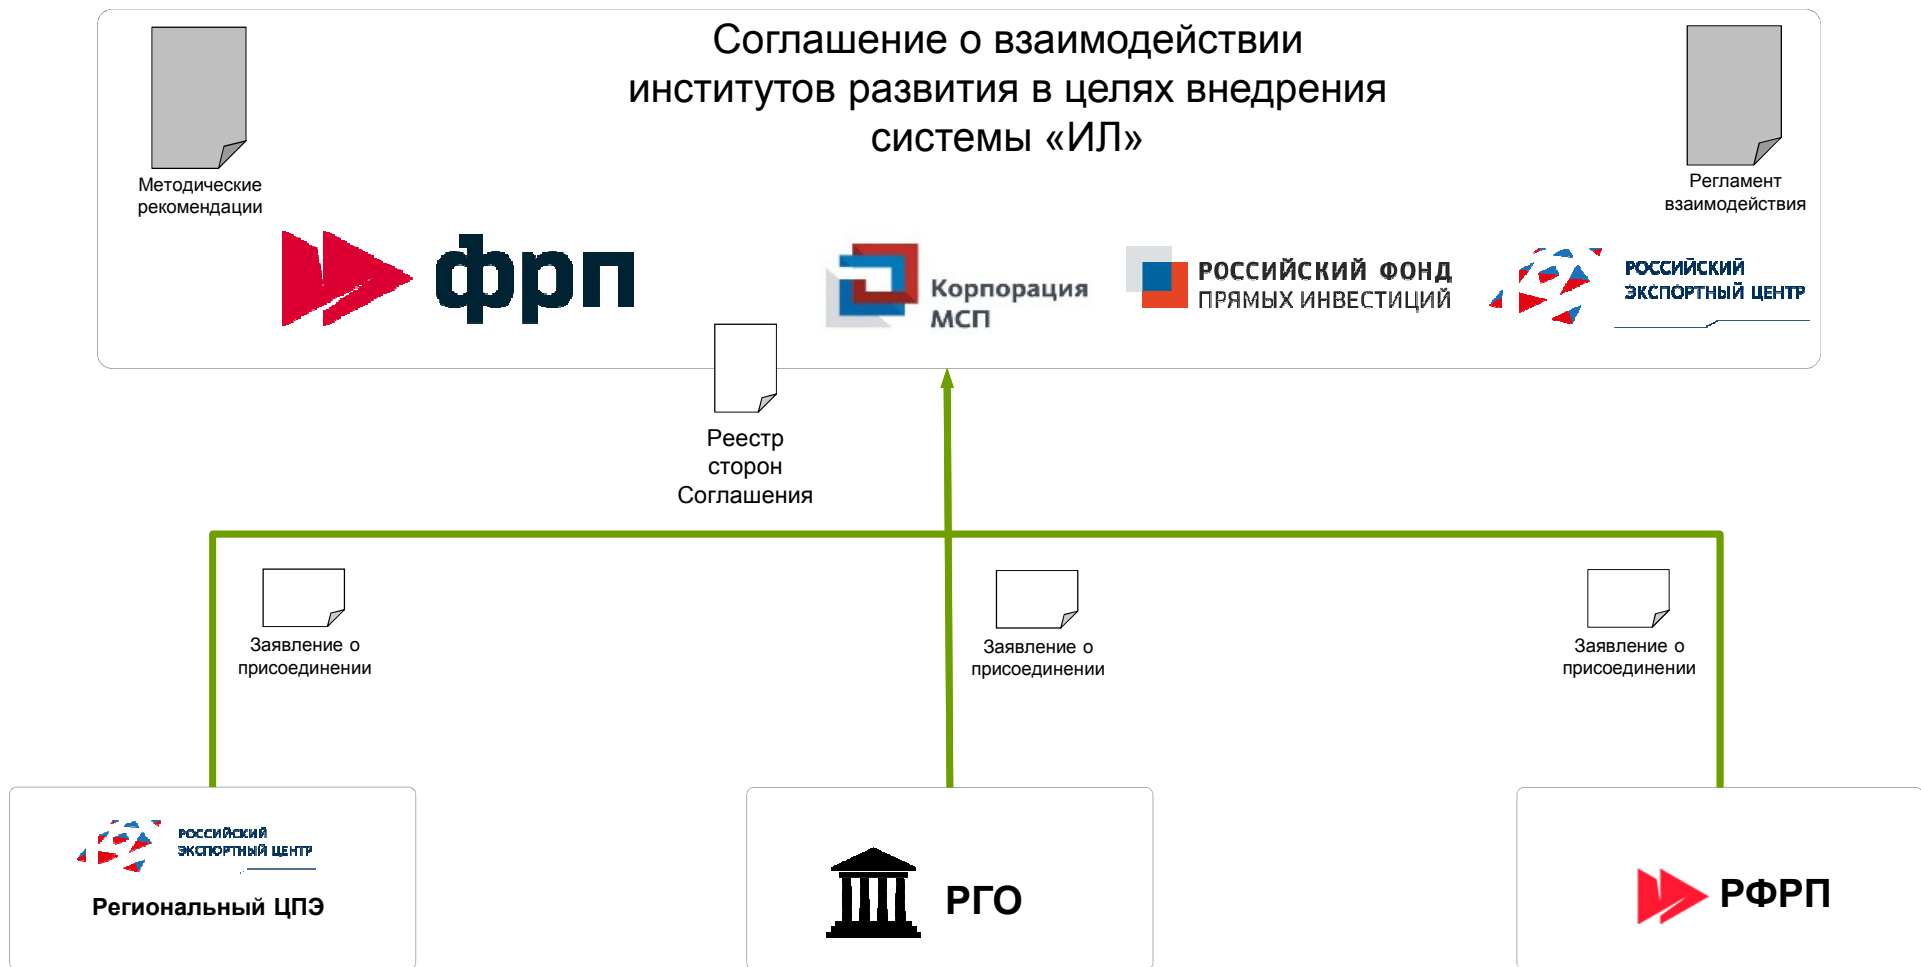 Соглашение о взаимодействии
институтов развития в целях внедрения
системы «ИЛ»
Методические
рекомендации
Регламент
взаимодействия
фрп
Корпорация
МСП
РОССИЙСКИЙ ФОНД
ПРЯМЫХ ИНВЕСТИЦИЙ
РОССИЙСКИЙ
ЭКСПОРТНЫЙ ЦЕНТР
Реестр
сторон
Соглашения
Заявление о
присоединении
Заявление о
присоединении
Заявление о
присоединении
РОССИЙСКИЙ
ЭКСПОРТНЫЙ ЦЕНТР
Региональный ЦПЭ
РГО
РФРП